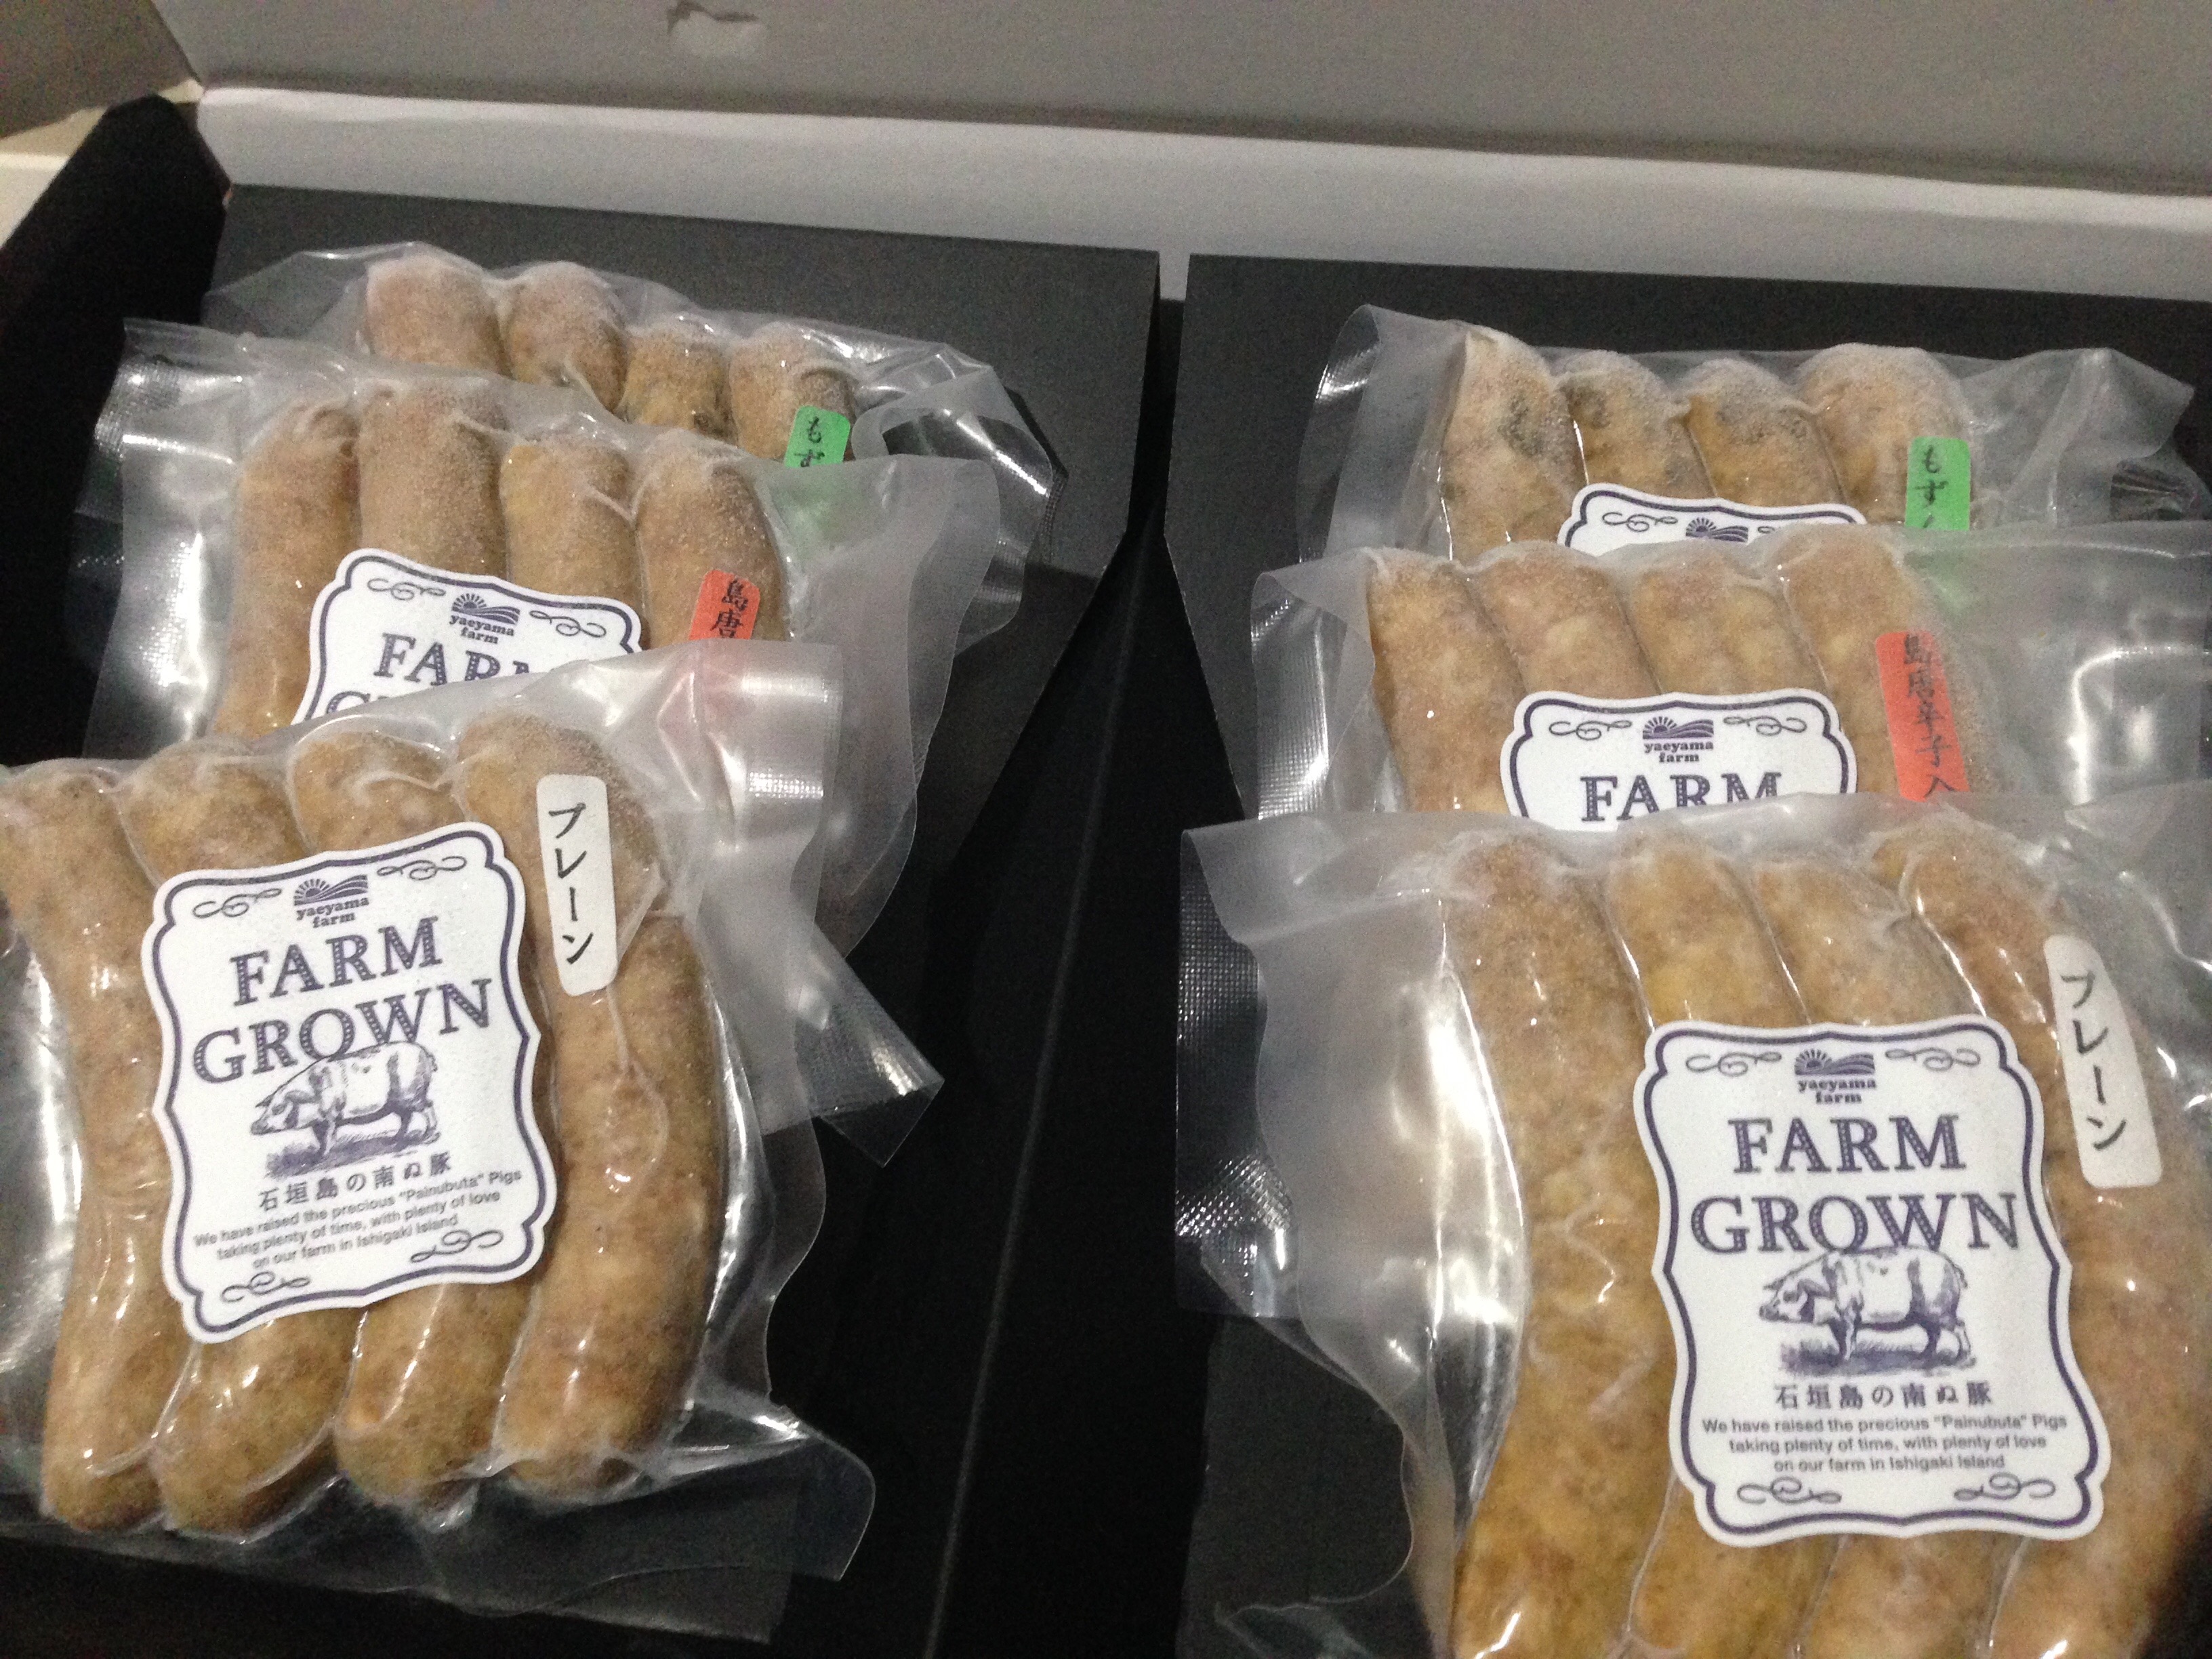 もず
島唐
yaeyama
farm
FARM
プレーン
yaeyama
farm
FARM
GROWN
石垣島の南ぬ豚
We have raised the precious "Painubuta" Pigs
taking plenty of time, with plenty of love
on our farm in Ishigaki Island
もず
島唐辛子入
yaeyama
farm
FARM
プレーン
yaeyama
farm
FARM
GROWN
石垣島の南ぬ豚
We have raised the precious "Painubuta" Pigs
taking plenty of time, with plenty of love
on our farm in Ishigaki Island